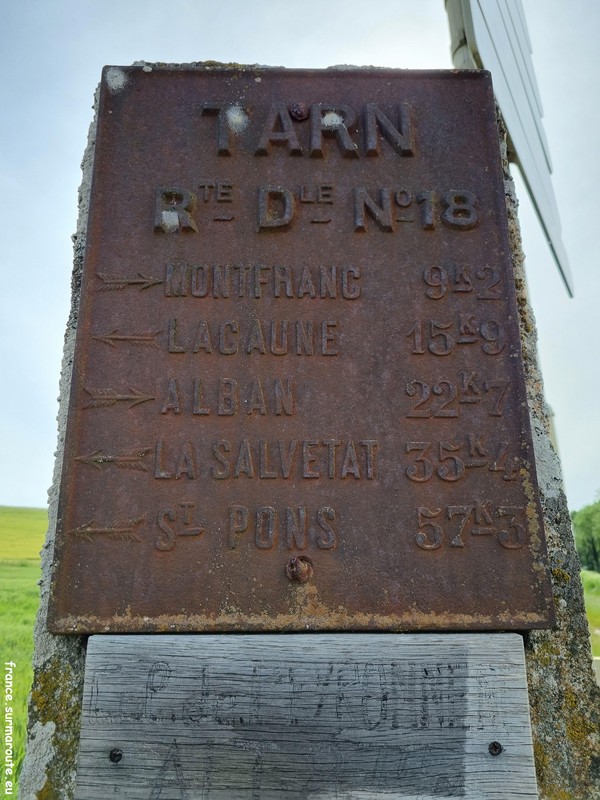 TARN
RTE DLE NO 18
MONTFRANC 9K2
LACAUNE 15K9
ALBAN 22K7
LA SALVETAT 35K4
ST PONS 57K3
france.surmaroute.eu